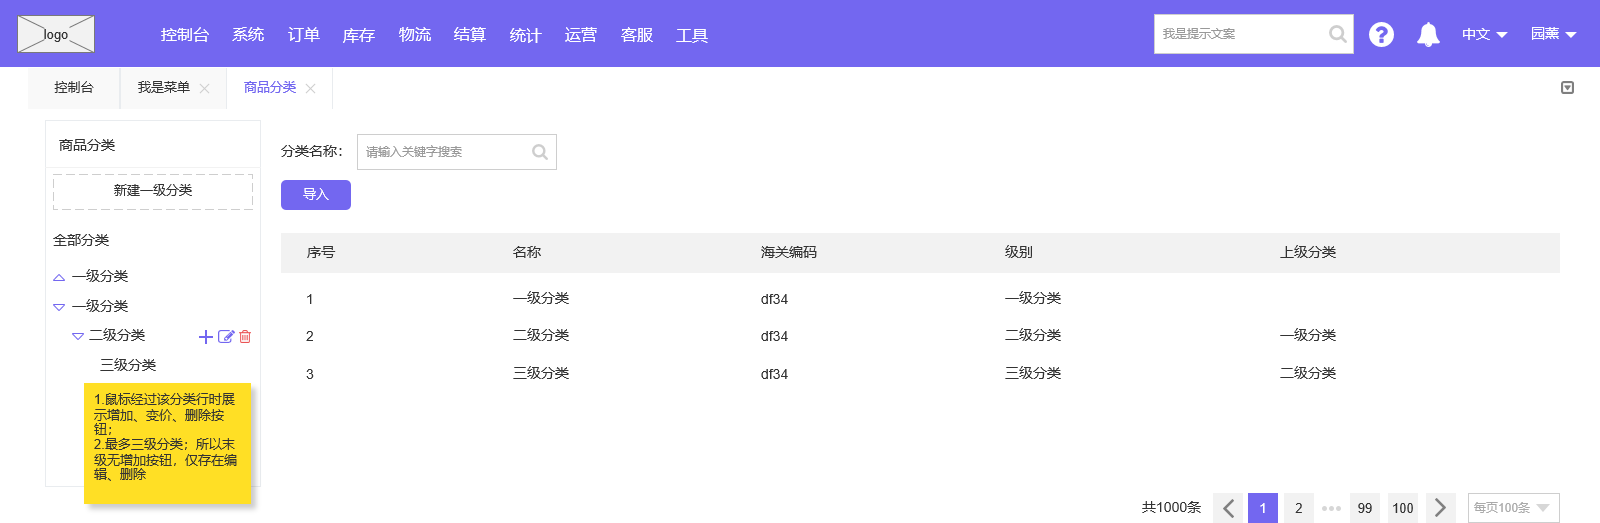 logo
控制台 系统 订单 库存 物流 结算 统计 运营 客服 工具
我是提示文案
中文
园薰
控制台 我是菜单 商品分类
商品分类
新建一级分类
全部分类
一级分类
一级分类
二级分类
三级分类
1.鼠标经过该分类行时展
示增加、变价、删除按
钮；
2.最多三级分类；所以末
级无增加按钮，仅存在编
辑、删除
分类名称： 请输入关键字搜索
导入
序号 名称 海关编码 级别 上级分类
1 一级分类 df34 一级分类
2 二级分类 df34 二级分类 一级分类
3 三级分类 df34 三级分类 二级分类
共1000条 1 2 ••• 99 100 每页100条